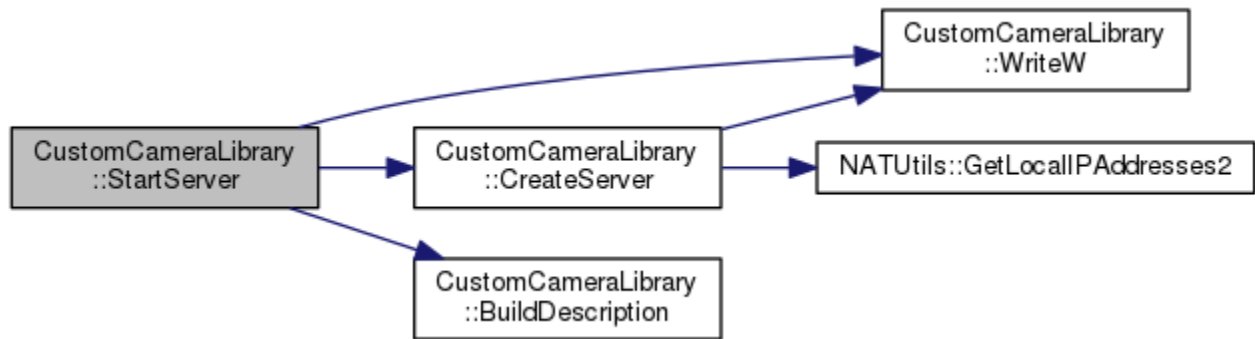 CustomCameraLibrary
::WriteW
CustomCameraLibrary
::StartServer
CustomCameraLibrary
::CreateServer
NATUtils::GetLocalIPAddresses2
CustomCameraLibrary
::BuildDescription